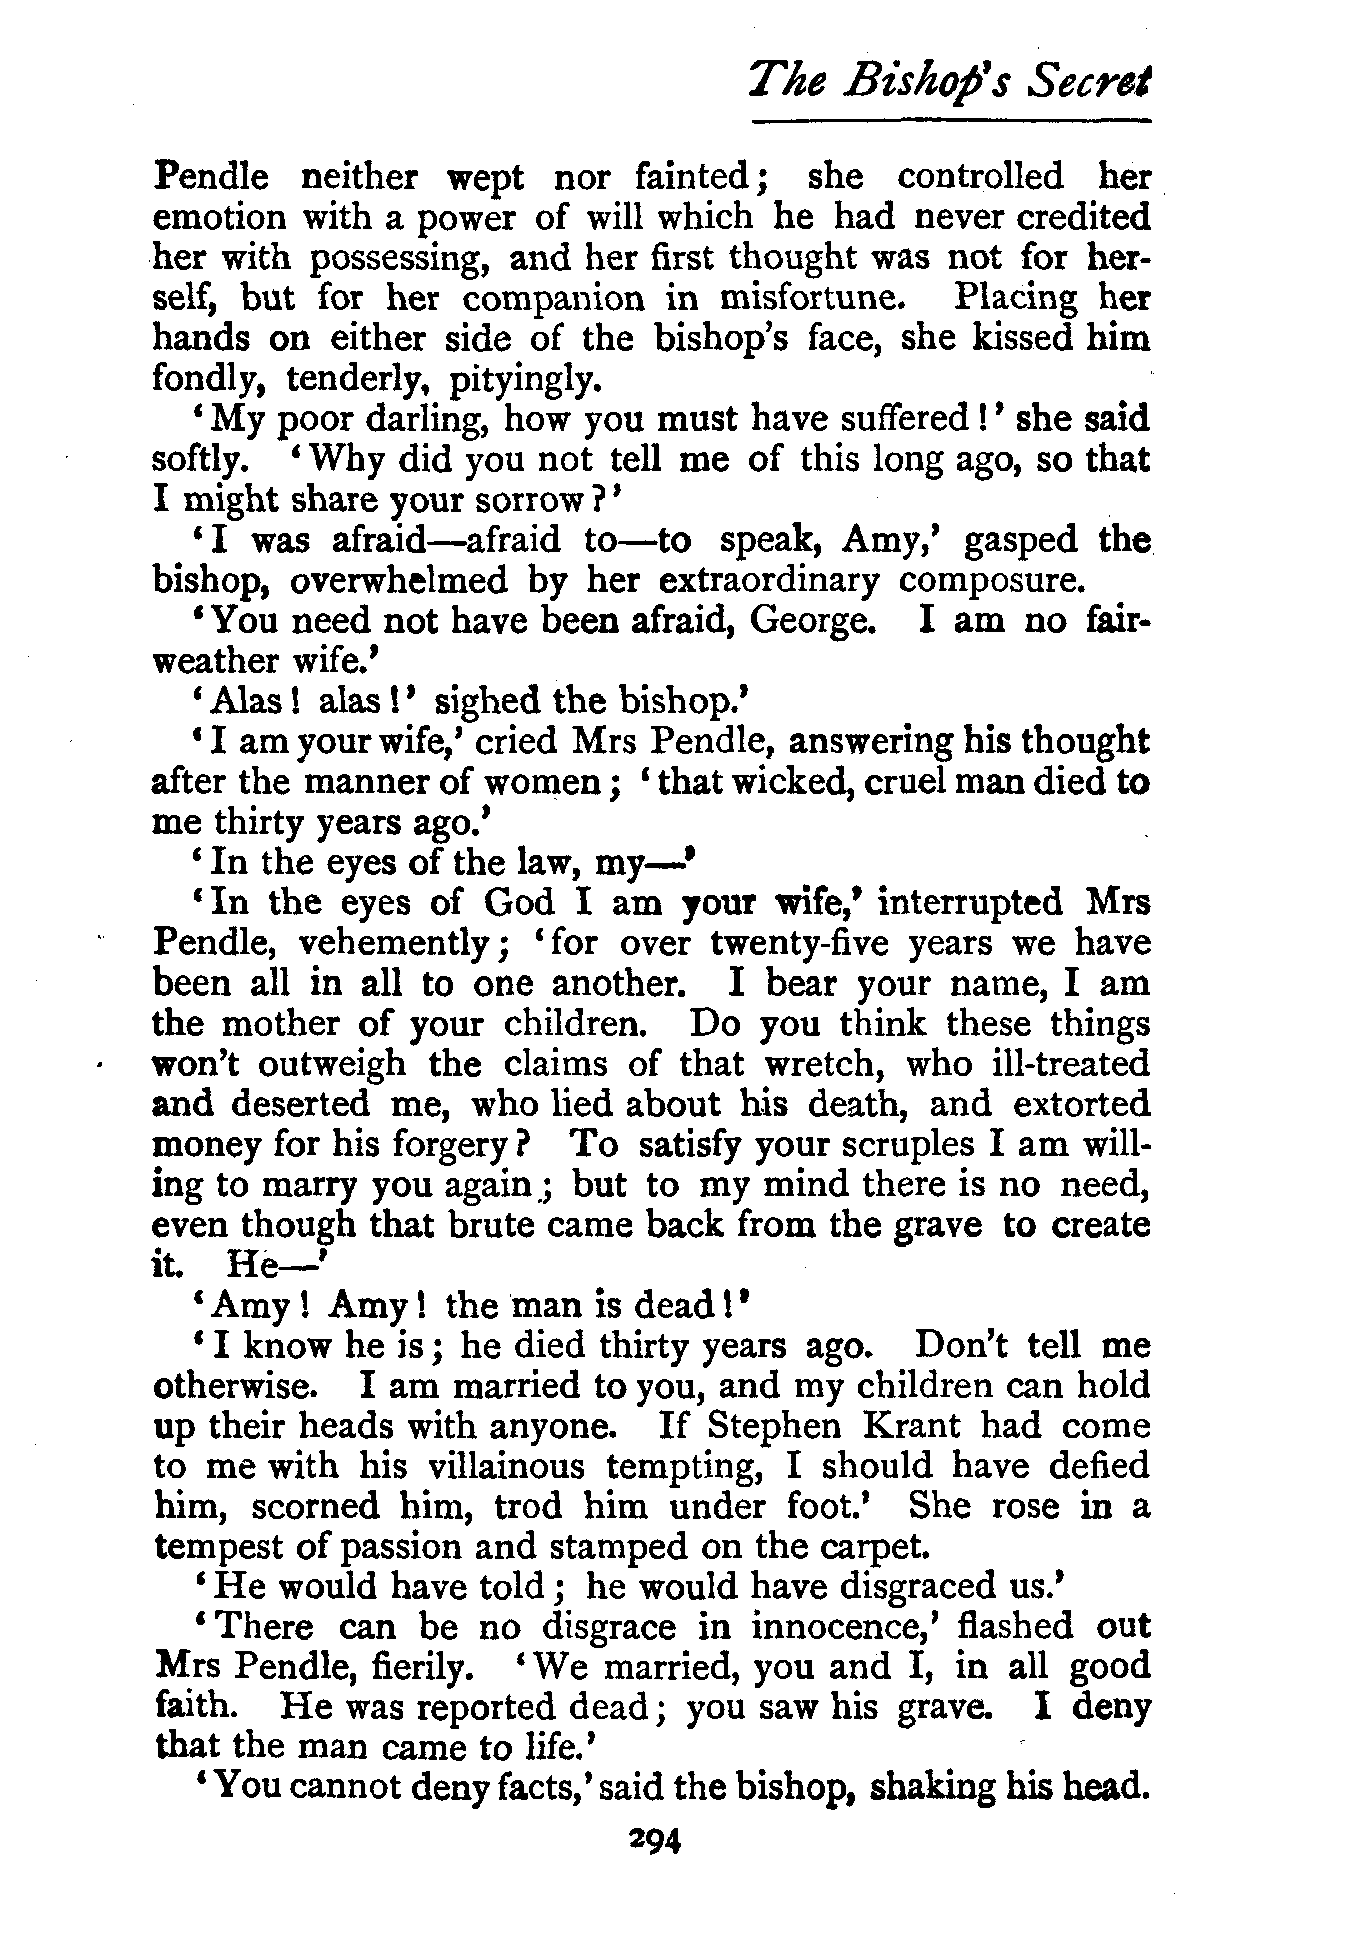 The Bishop's Secret
Pendle neither wept nor fainted; she controlled her
emotion with a power of will which he had never credited
her with possessing, and her first thought was not for her-
self, but for her companion in misfortune. Placing her
hands on either side of the bishop's face, she kissed him
fondly, tenderly, pityingly.
'My poor darling, how you must have suffered!' she said
softly. 'Why did you not tell me of this long ago, so that
I might share your sorrow?'
'I was afraid—afraid to—to speak, Amy,' gasped the
bishop, overwhelmed by her extraordinary composure.
'You need not have been afraid, George. I am no fair-
weather wife.'
'Alas! alas!' sighed the bishop.'
'I am your wife,' cried Mrs Pendle, answering his thought
after the manner of women; 'that wicked, cruel man died to
me thirty years ago.'
'In the eyes of the law, my—'
'In the eyes of God I am your wife,' interrupted Mrs
Pendle, vehemently; 'for over twenty-five years we have
been all in all to one another. I bear your name, I am
the mother of your children. Do you think these things
won't outweigh the claims of that wretch, who ill-treated
and deserted me, who lied about his death, and extorted
money for his forgery? To satisfy your scruples I am will-
ing to marry you again; but to my mind there is no need,
even though that brute came back from the grave to create
it. He—'
'Amy! Amy! the man is dead!'
'I know he is; he died thirty years ago. Don't tell me
otherwise. I am married to you, and my children can hold
up their heads with anyone. If Stephen Krant had come
to me with his villainous tempting, I should have defied
him, scorned him, trod him under foot.' She rose in a
tempest of passion and stamped on the carpet.
'He would have told; he would have disgraced us.'
'There can be no disgrace in innocence,' flashed out
Mrs Pendle, fierily. 'We married, you and I, in all good
faith. He was reported dead; you saw his grave. I deny
that the man came to life.'
'You cannot deny facts,' said the bishop, shaking his head.
294